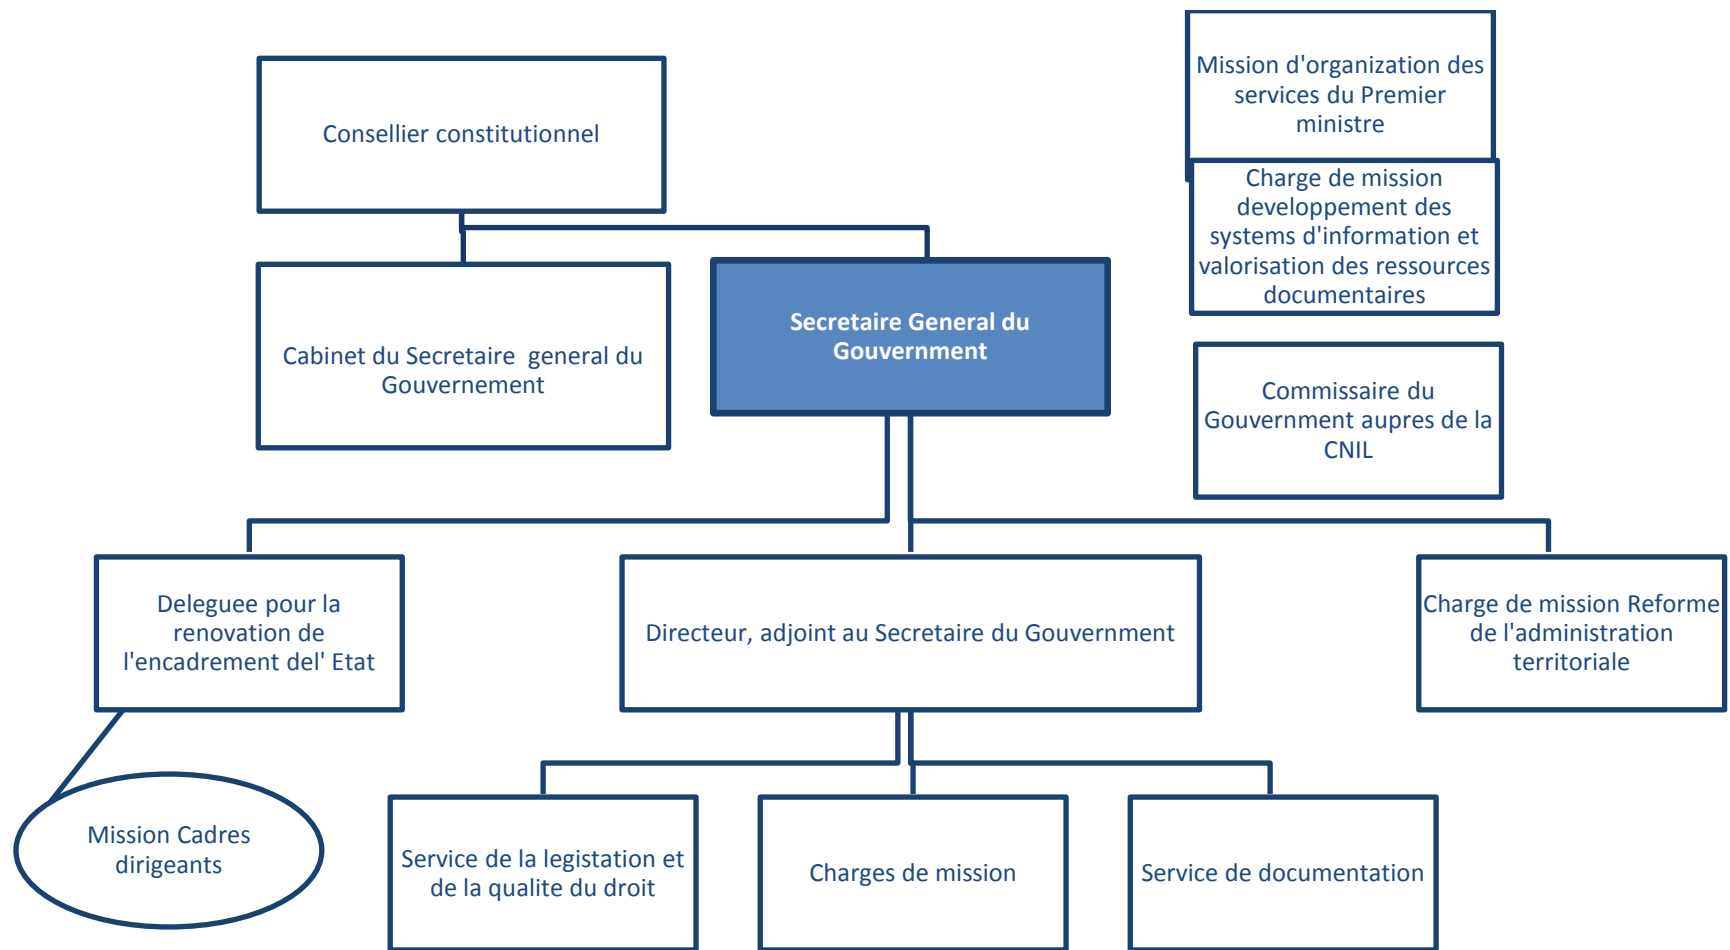 Mission d'organization des
services du Premier
ministre
Consellier constitutionnel
Charge de mission
developpement des
systems d'information et
valorisation des ressources
documentaires
Secretaire General du
Gouvernment
Cabinet du Secretaire  general du
Gouvernement
Commissaire du
Gouvernment aupres de la
CNIL
Deleguee pour la
renovation de
l'encadrement del' Etat
Directeur, adjoint au Secretaire du Gouvernment
Charge de mission Reforme
de l'administration
territoriale
Mission Cadres
dirigeants
Service de la legistation et
de la qualite du droit
Charges de mission
Service de documentation